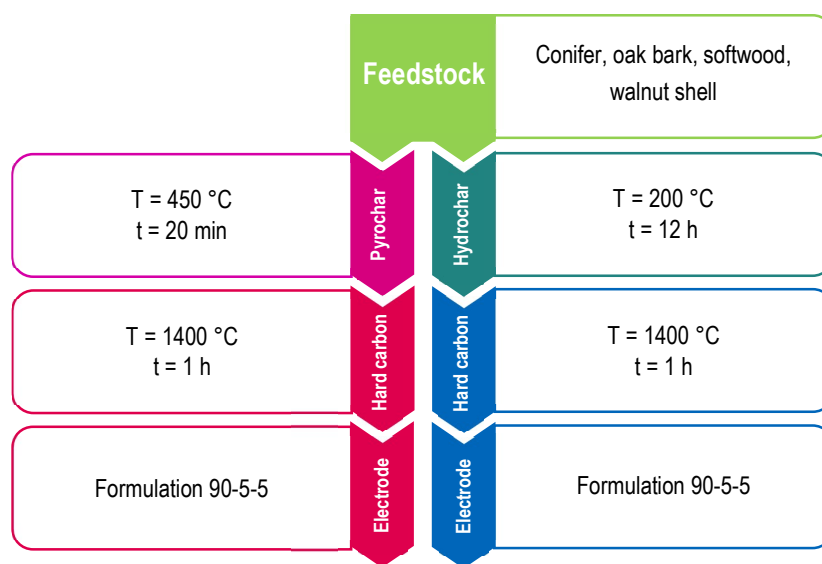 Feedstock
Conifer, oak bark, softwood,
walnut shell
T = 450 °C
t = 20 min
Pyrochar
Hydrochar
T = 200 °C
t = 12 h
T = 1400 °C
t = 1 h
Hard carbon
Hard carbon
T = 1400 °C
t = 1 h
Formulation 90-5-5
Electrode
Electrode
Formulation 90-5-5